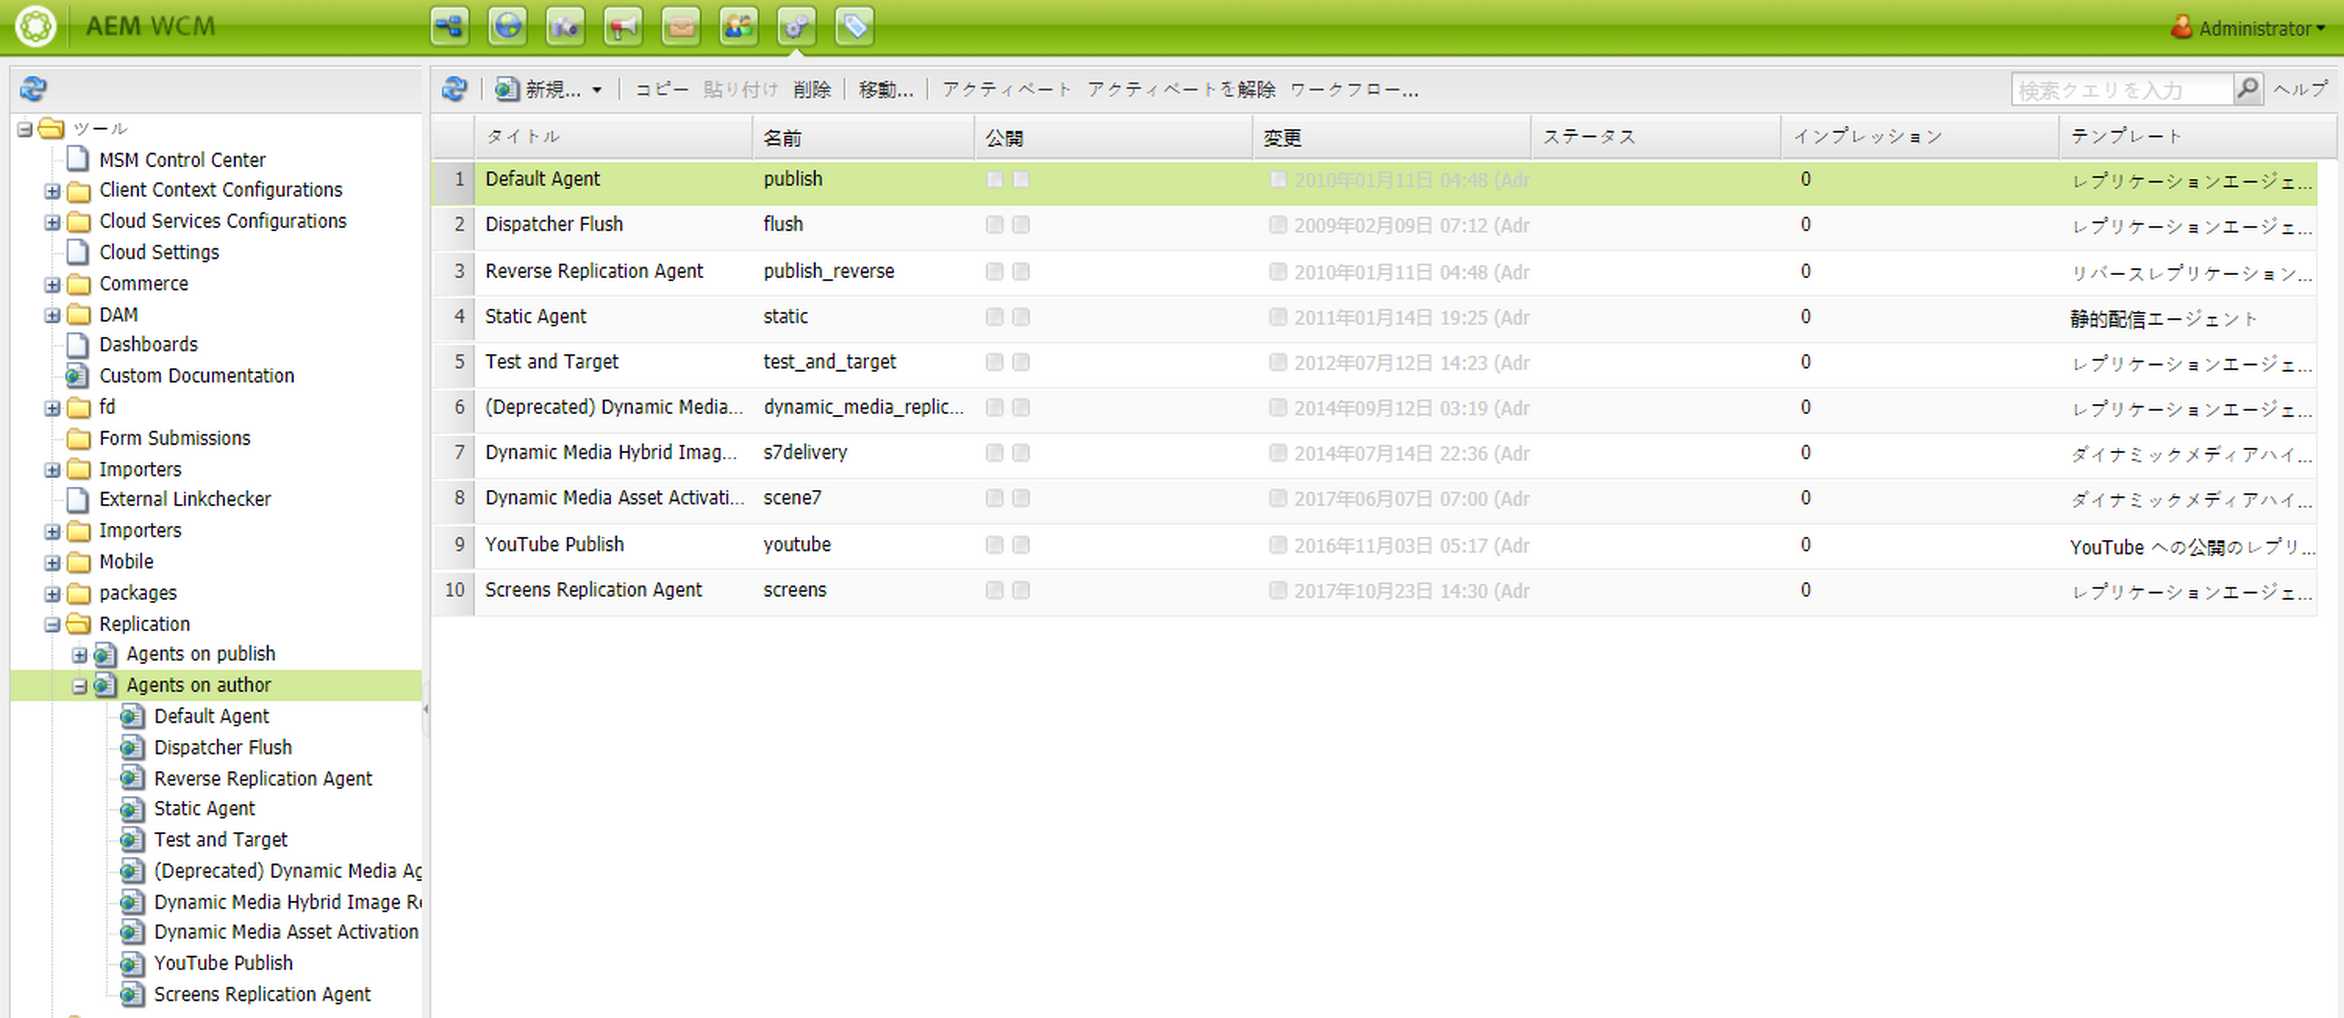 AEM WCM
Administrator
新規...
コピー 貼り付け 削除 移動... アクティベート アクティベートを解除 ワークフロー...
検索クエリを入力
ヘルプ
ツール
MSM Control Center
Client Context Configurations
Cloud Services Configurations
Cloud Settings
Commerce
DAM
Dashboards
Custom Documentation
fd
Form Submissions
Importers
External Linkchecker
Importers
Mobile
packages
Replication
Agents on publish
Agents on author
Default Agent
Dispatcher Flush
Reverse Replication Agent
Static Agent
Test and Target
(Deprecated) Dynamic Media Ag
Dynamic Media Hybrid Image Re
Dynamic Media Asset Activation
YouTube Publish
Screens Replication Agent
タイトル 名前 公開 変更 ステータス インプレッション テンプレート
1 Default Agent publish 2010年01月11日 04:48 (Adr 0 レプリケーションエージェ...
2 Dispatcher Flush flush 2009年02月09日 07:12 (Adr 0 レプリケーションエージェ...
3 Reverse Replication Agent publish_reverse 2010年01月11日 04:48 (Adr 0 リバースレプリケーション...
4 Static Agent static 2011年01月14日 19:25 (Adr 0 静的配信エージェント
5 Test and Target test_and_target 2012年07月12日 14:23 (Adr 0 レプリケーションエージェ...
6 (Deprecated) Dynamic Media... dynamic_media_replic... 2014年09月12日 03:19 (Adr 0 レプリケーションエージェ...
7 Dynamic Media Hybrid Imag... s7delivery 2014年07月14日 22:36 (Adr 0 ダイナミックメディアハイ...
8 Dynamic Media Asset Activati... scene7 2017年06月07日 07:00 (Adr 0 ダイナミックメディアハイ...
9 YouTube Publish youtube 2016年11月03日 05:17 (Adr 0 YouTube への公開のレプリ...
10 Screens Replication Agent screens 2017年10月23日 14:30 (Adr 0 レプリケーションエージェ...